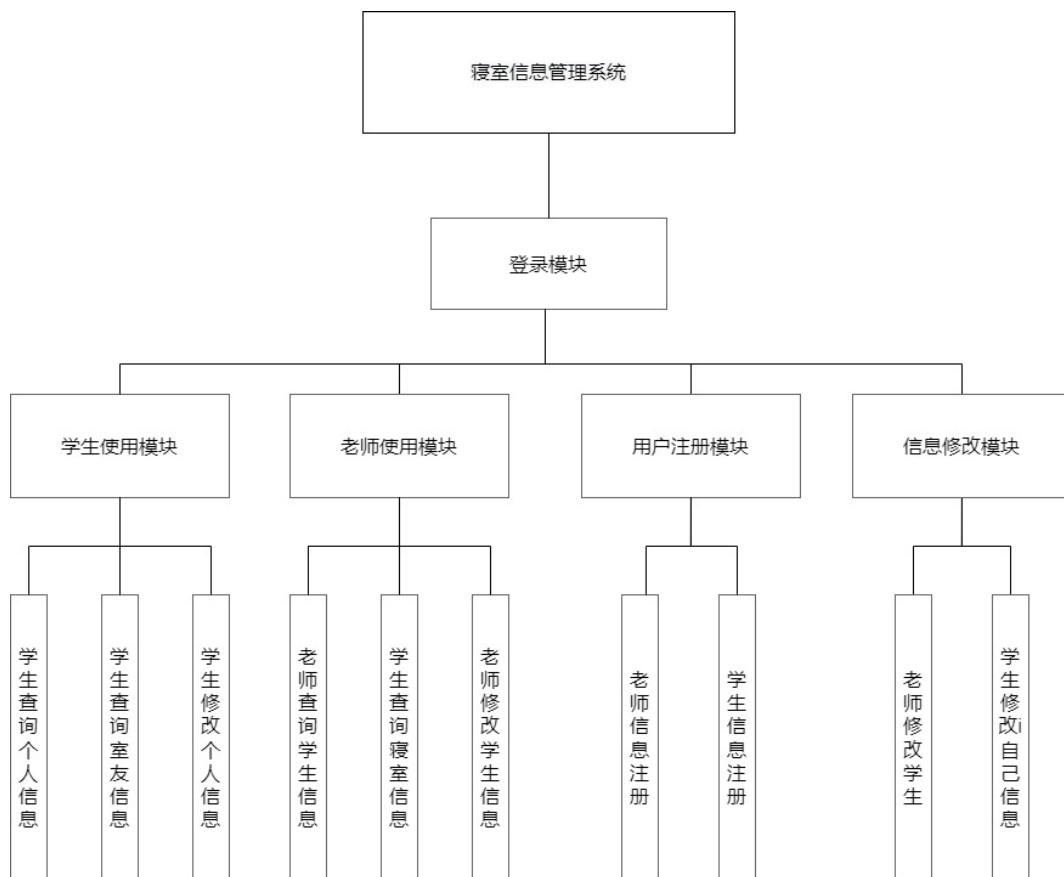 寝室信息管理系统
登录模块
学生使用模块
老师使用模块
用户注册模块
信息修改模块
学生查询个人信息
学生查询室友信息
学生修改个人信息
老师查询学生信息
学生查询寝室信息
老师修改学生信息
老师信息注册
学生信息注册
老师修改学生
学生修改i自己信息